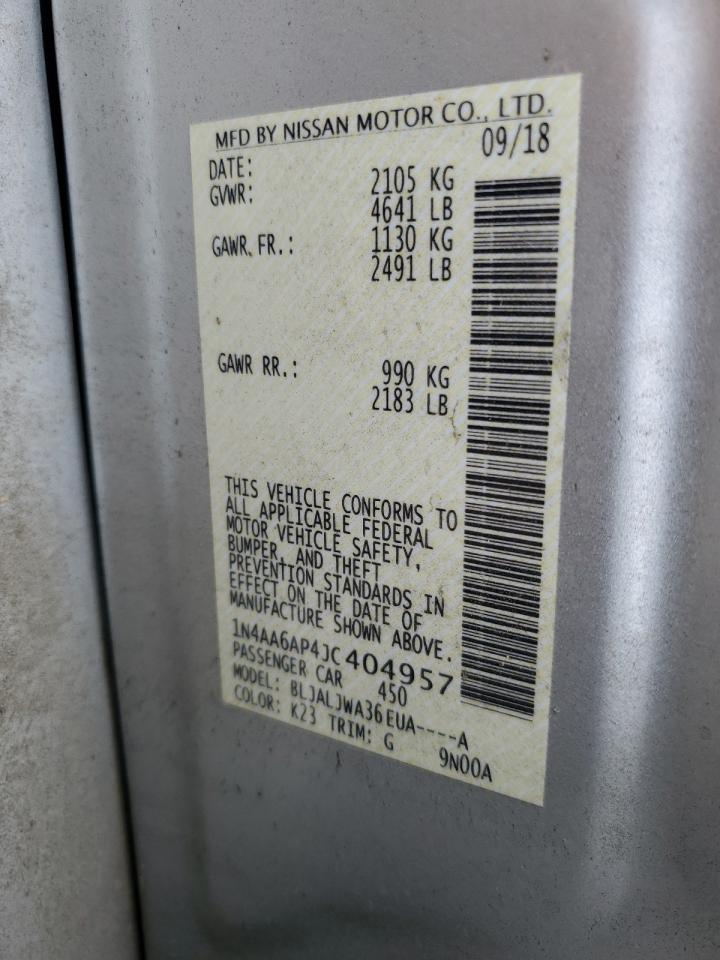 MFD BY NISSAN MOTOR CO., LTD.
DATE: 09/18
GVWR: 2105 KG
4641 LB
GAWR. FR.: 1130 KG
2491 LB
GAWR RR.: 990 KG
2183 LB
THIS VEHICLE CONFORMS TO
ALL APPLICABLE FEDERAL
MOTOR VEHICLE SAFETY,
BUMPER, AND THEFT
PREVENTION STANDARDS IN
EFFECT ON THE DATE OF
MANUFACTURE SHOWN ABOVE.
1N4AA6AP4JC404957
PASSENGER CAR 450
MODEL: BLJALJWA36EUA----A
COLOR: K23 TRIM: G 9N00A